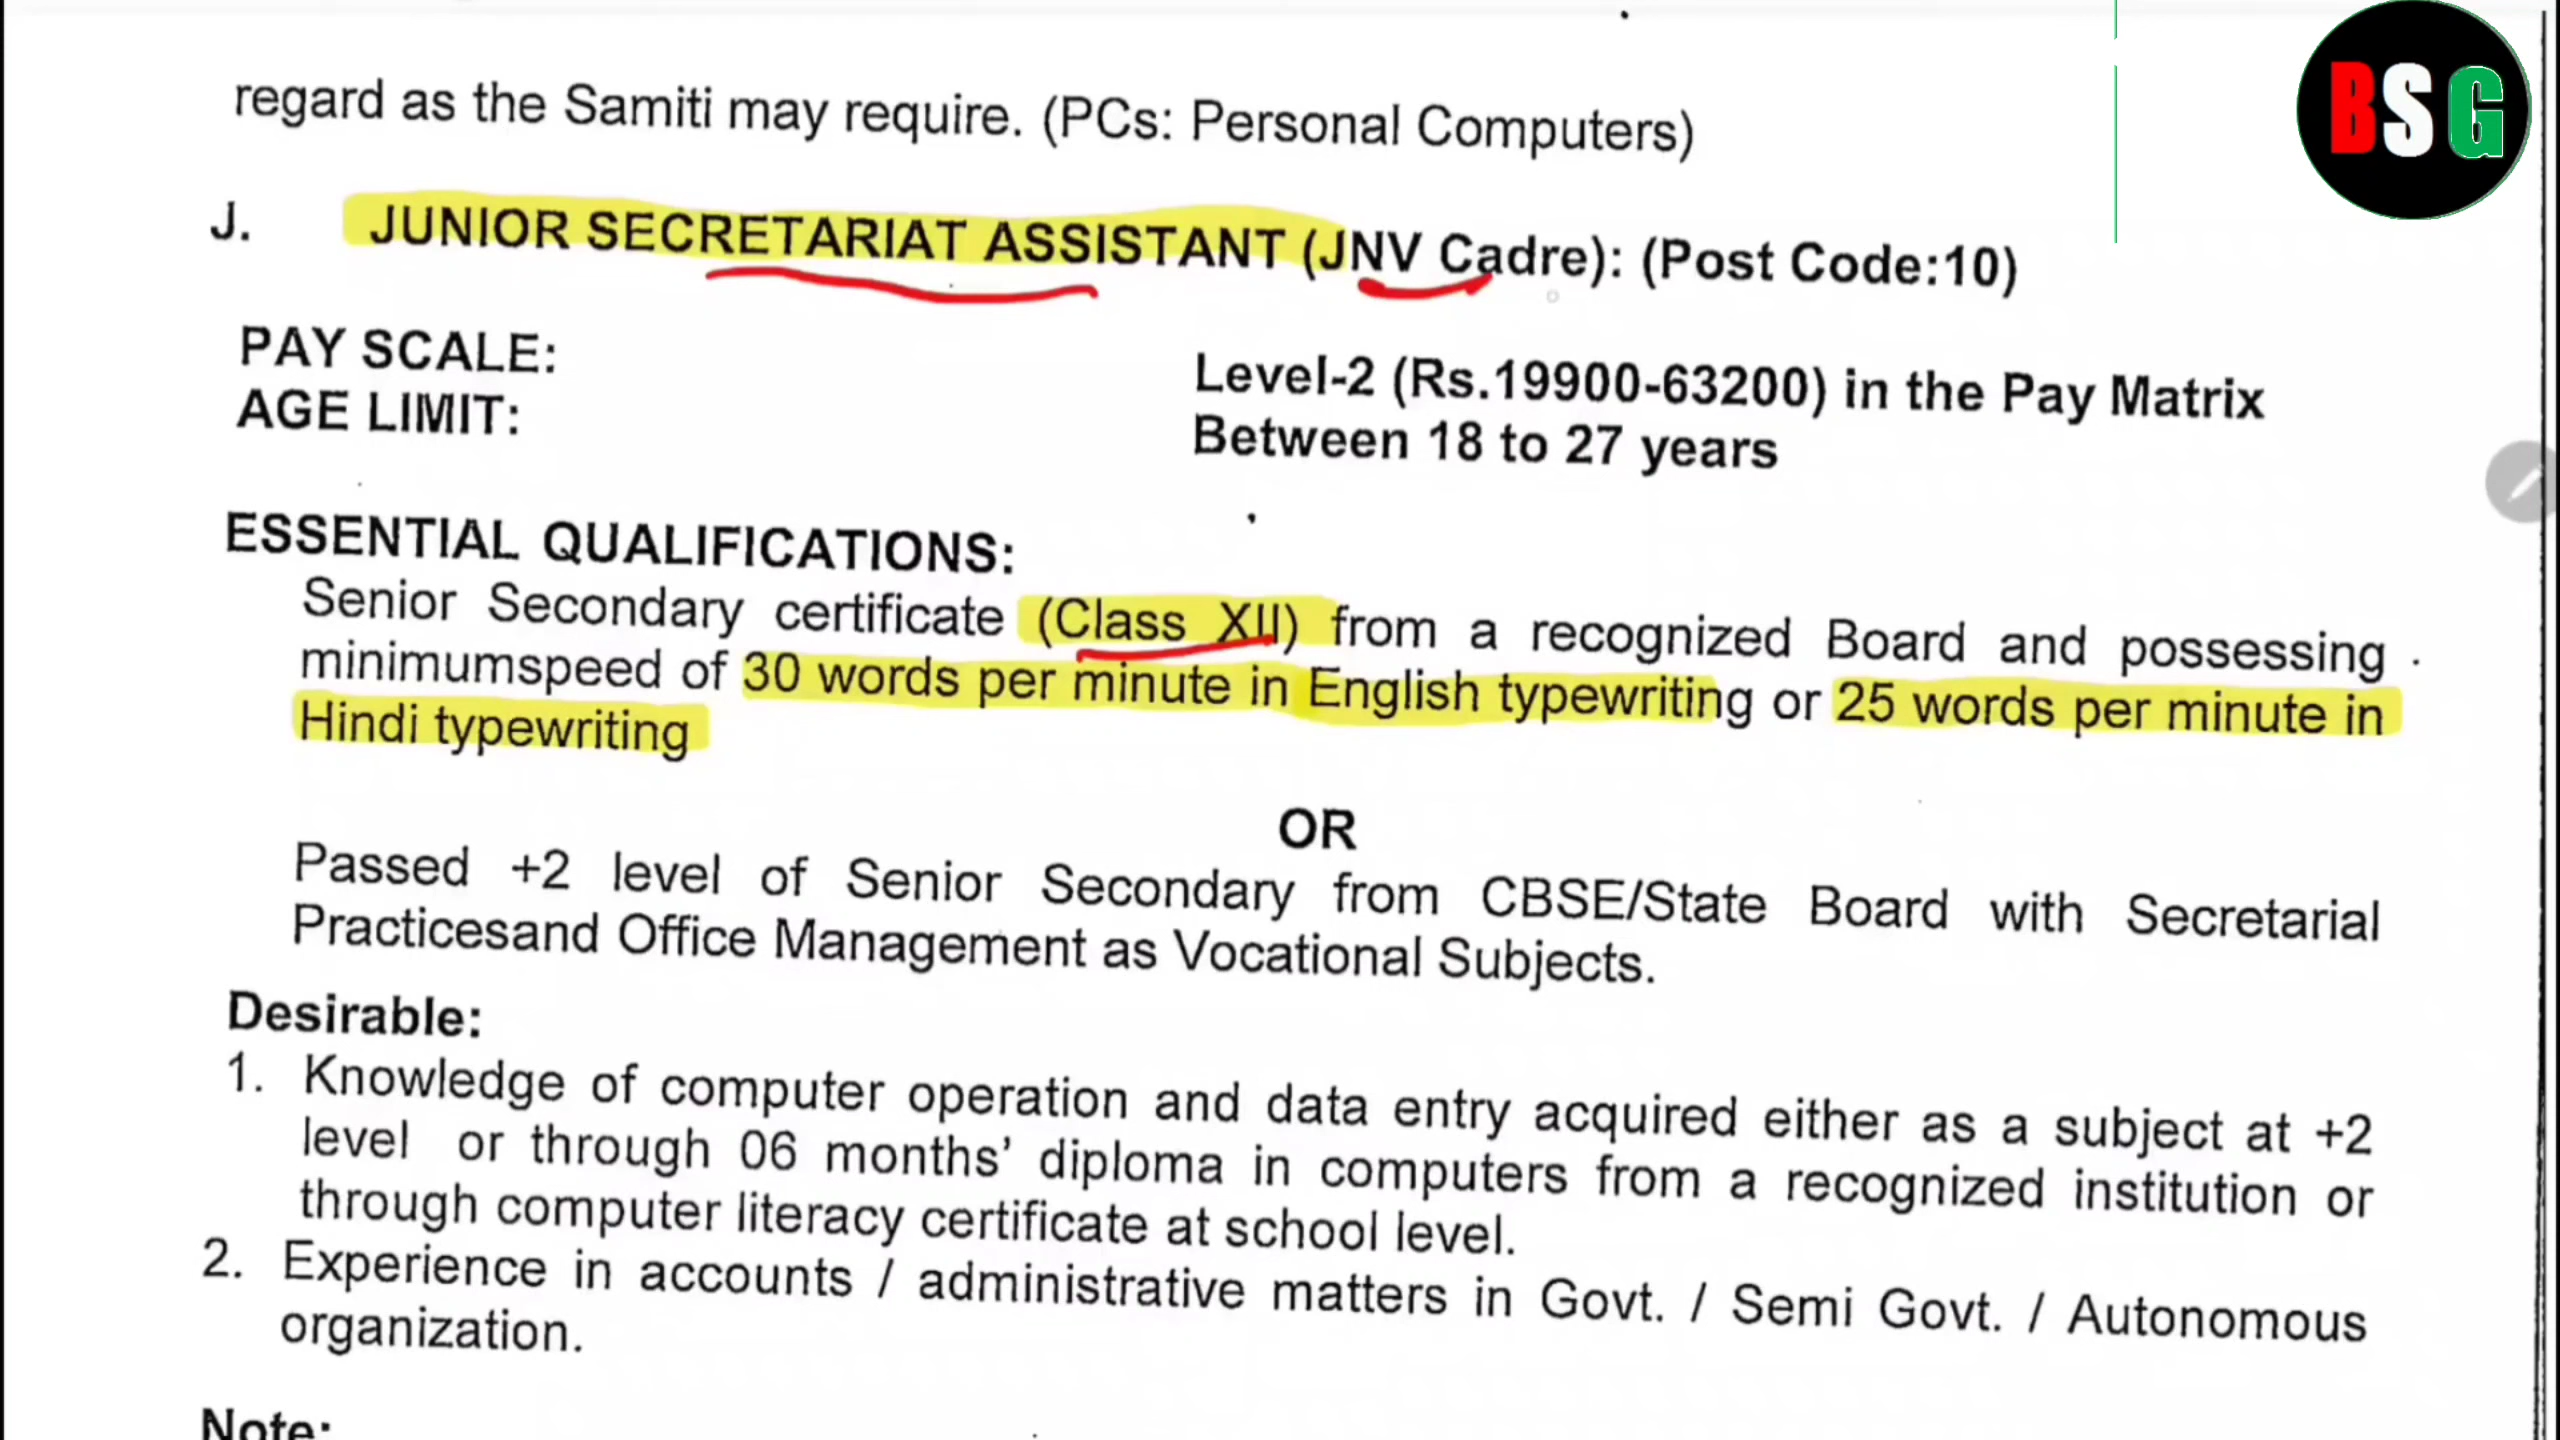 regard as the Samiti may require. (PCs: Personal Computers)
BSG
J. JUNIOR SECRETARIAT ASSISTANT (JNV Cadre): (Post Code:10)
PAY SCALE: Level-2 (Rs.19900-63200) in the Pay Matrix
AGE LIMIT: Between 18 to 27 years
ESSENTIAL QUALIFICATIONS:
Senior Secondary certificate (Class XII) from a recognized Board and possessing
minimumspeed of 30 words per minute in English typewriting or 25 words per minute in
Hindi typewriting
OR
Passed +2 level of Senior Secondary from CBSE/State Board with Secretarial
Practicesand Office Management as Vocational Subjects.
Desirable:
1. Knowledge of computer operation and data entry acquired either as a subject at +2
level or through 06 months' diploma in computers from a recognized institution or
through computer literacy certificate at school level.
2. Experience in accounts / administrative matters in Govt. / Semi Govt. / Autonomous
organization.
Note: